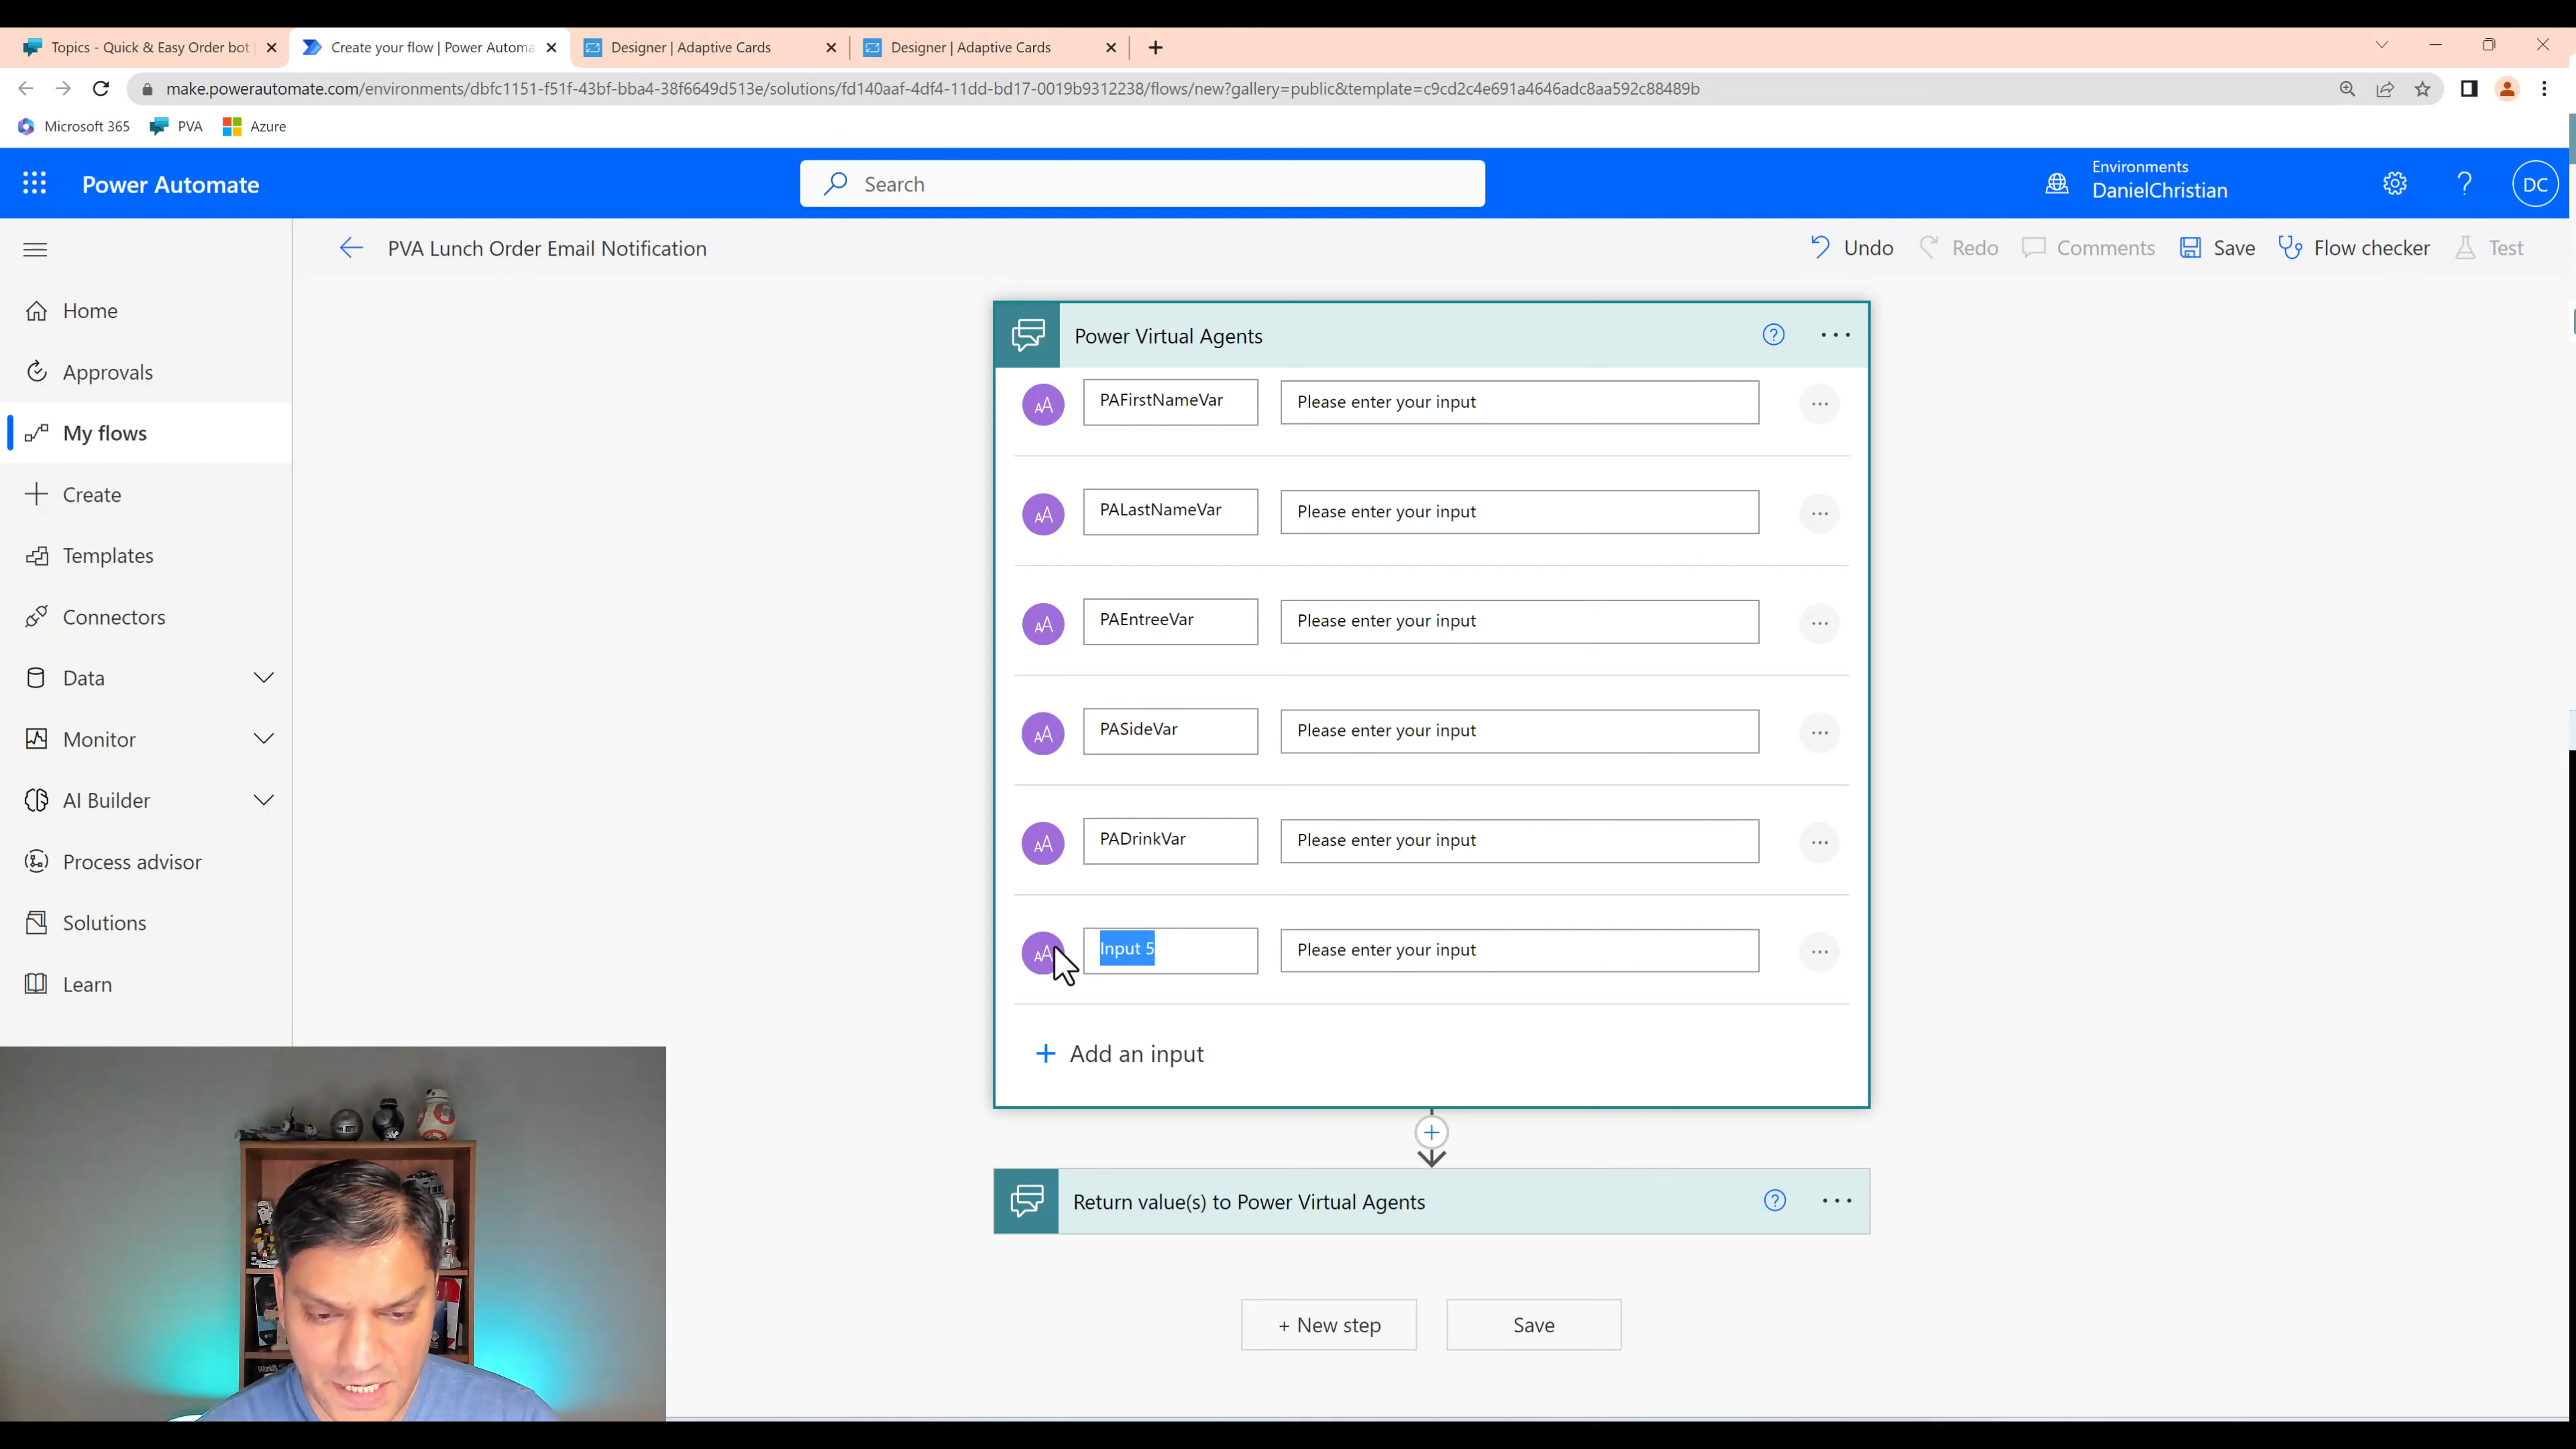 Topics - Quick & Easy Order bot
Create your flow | Power Automa
Designer | Adaptive Cards
Designer | Adaptive Cards
make.powerautomate.com/environments/dbfc1151-f51f-43bf-bba4-38f6649d513e/solutions/fd140aaf-4df4-11dd-bd17-0019b9312238/flows/new?gallery=public&template=c9cd2c4e691a4646adc8aa592c88489b
Microsoft 365
PVA
Azure
Power Automate
Search
Environments
DanielChristian
DC
PVA Lunch Order Email Notification
Undo
Redo
Comments
Save
Flow checker
Test
Home
Approvals
My flows
Create
Templates
Connectors
Data
Monitor
AI Builder
Process advisor
Solutions
Learn
Power Virtual Agents
PAFirstNameVar
Please enter your input
PALastNameVar
Please enter your input
PAEntreeVar
Please enter your input
PASideVar
Please enter your input
PADrinkVar
Please enter your input
Input 5
Please enter your input
+ Add an input
Return value(s) to Power Virtual Agents
+ New step
Save